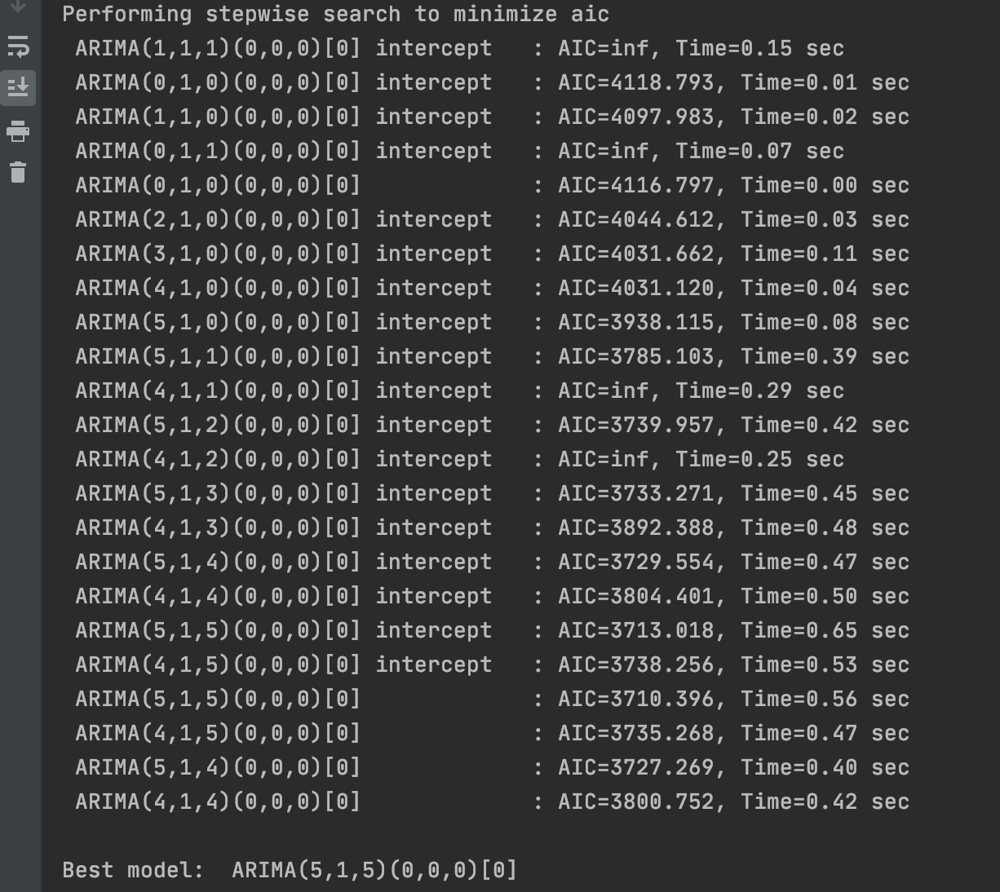 Performing stepwise search to minimize aic
ARIMA(1,1,1)(0,0,0)[0] intercept   : AIC=inf, Time=0.15 sec
ARIMA(0,1,0)(0,0,0)[0] intercept   : AIC=4118.793, Time=0.01 sec
ARIMA(1,1,0)(0,0,0)[0] intercept   : AIC=4097.983, Time=0.02 sec
ARIMA(0,1,1)(0,0,0)[0] intercept   : AIC=inf, Time=0.07 sec
ARIMA(0,1,0)(0,0,0)[0]             : AIC=4116.797, Time=0.00 sec
ARIMA(2,1,0)(0,0,0)[0] intercept   : AIC=4044.612, Time=0.03 sec
ARIMA(3,1,0)(0,0,0)[0] intercept   : AIC=4031.662, Time=0.11 sec
ARIMA(4,1,0)(0,0,0)[0] intercept   : AIC=4031.120, Time=0.04 sec
ARIMA(5,1,0)(0,0,0)[0] intercept   : AIC=3938.115, Time=0.08 sec
ARIMA(5,1,1)(0,0,0)[0] intercept   : AIC=3785.103, Time=0.39 sec
ARIMA(4,1,1)(0,0,0)[0] intercept   : AIC=inf, Time=0.29 sec
ARIMA(5,1,2)(0,0,0)[0] intercept   : AIC=3739.957, Time=0.42 sec
ARIMA(4,1,2)(0,0,0)[0] intercept   : AIC=inf, Time=0.25 sec
ARIMA(5,1,3)(0,0,0)[0] intercept   : AIC=3733.271, Time=0.45 sec
ARIMA(4,1,3)(0,0,0)[0] intercept   : AIC=3892.388, Time=0.48 sec
ARIMA(5,1,4)(0,0,0)[0] intercept   : AIC=3729.554, Time=0.47 sec
ARIMA(4,1,4)(0,0,0)[0] intercept   : AIC=3804.401, Time=0.50 sec
ARIMA(5,1,5)(0,0,0)[0] intercept   : AIC=3713.018, Time=0.65 sec
ARIMA(4,1,5)(0,0,0)[0] intercept   : AIC=3738.256, Time=0.53 sec
ARIMA(5,1,5)(0,0,0)[0]             : AIC=3710.396, Time=0.56 sec
ARIMA(4,1,5)(0,0,0)[0]             : AIC=3735.268, Time=0.47 sec
ARIMA(5,1,4)(0,0,0)[0]             : AIC=3727.269, Time=0.40 sec
ARIMA(4,1,4)(0,0,0)[0]             : AIC=3800.752, Time=0.42 sec
Best model:  ARIMA(5,1,5)(0,0,0)[0]